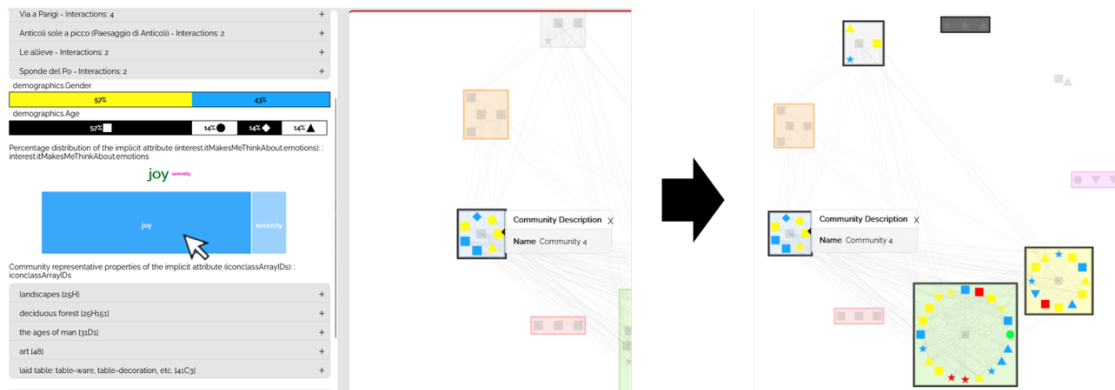 Via a Parigi - Interactions: 4 +
Anticoli sole a picco (Paesaggio di Anticoli) - Interactions: 2 +
Le allieve - Interactions: 2 +
Sponde del Po - Interactions: 2 +
demographics.Gender
57% 43%
demographics.Age
57% 14% 14% 14%
Percentage distribution of the implicit attribute (interest.itMakesMeThinkAbout.emotions): :
interest.itMakesMeThinkAbout.emotions
joy serenity
joy serenity
Community representative properties of the implicit attribute (iconclassArrayIDs): :
iconclassArrayIDs
landscapes [25H] +
deciduous forest [25H151] +
the ages of man [31D1] +
art [48] +
laid table: table-ware, table-decoration, etc. [41C3] +
Community Description X
Name Community 4
Community Description X
Name Community 4